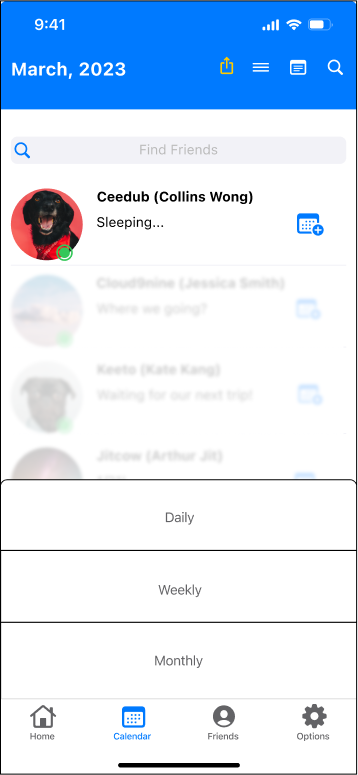 9:41
March, 2023
Find Friends
Ceedub (Collins Wong)
Sleeping...
Cloud9nine (Jessica Smith)
Where we going?
Keeto (Kate Kang)
Waiting for our next trip!
Jitcow (Arthur Jit)
Daily
Weekly
Monthly
Home
Calendar
Friends
Options